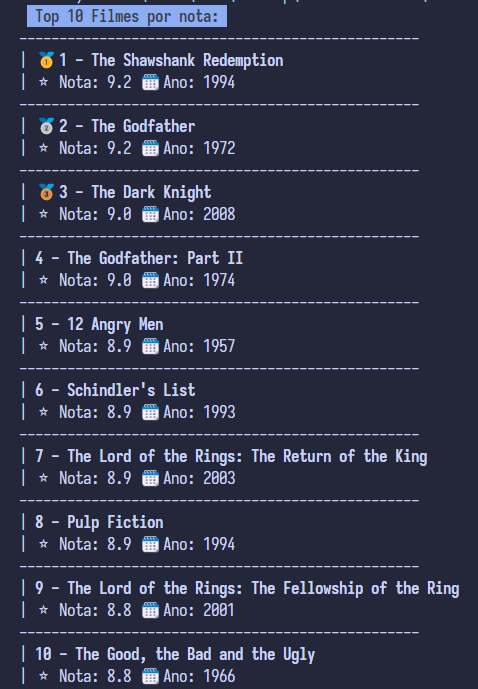 Top 10 Filmes por nota:
--------------------------------------------------
| 🥇 1 - The Shawshank Redemption
| ⭐ Nota: 9.2 🗓️ Ano: 1994
--------------------------------------------------
| 🥈 2 - The Godfather
| ⭐ Nota: 9.2 🗓️ Ano: 1972
--------------------------------------------------
| 🥉 3 - The Dark Knight
| ⭐ Nota: 9.0 🗓️ Ano: 2008
--------------------------------------------------
| 4 - The Godfather: Part II
| ⭐ Nota: 9.0 🗓️ Ano: 1974
--------------------------------------------------
| 5 - 12 Angry Men
| ⭐ Nota: 8.9 🗓️ Ano: 1957
--------------------------------------------------
| 6 - Schindler's List
| ⭐ Nota: 8.9 🗓️ Ano: 1993
--------------------------------------------------
| 7 - The Lord of the Rings: The Return of the King
| ⭐ Nota: 8.9 🗓️ Ano: 2003
--------------------------------------------------
| 8 - Pulp Fiction
| ⭐ Nota: 8.9 🗓️ Ano: 1994
--------------------------------------------------
| 9 - The Lord of the Rings: The Fellowship of the Ring
| ⭐ Nota: 8.8 🗓️ Ano: 2001
--------------------------------------------------
| 10 - The Good, the Bad and the Ugly
| ⭐ Nota: 8.8 🗓️ Ano: 1966